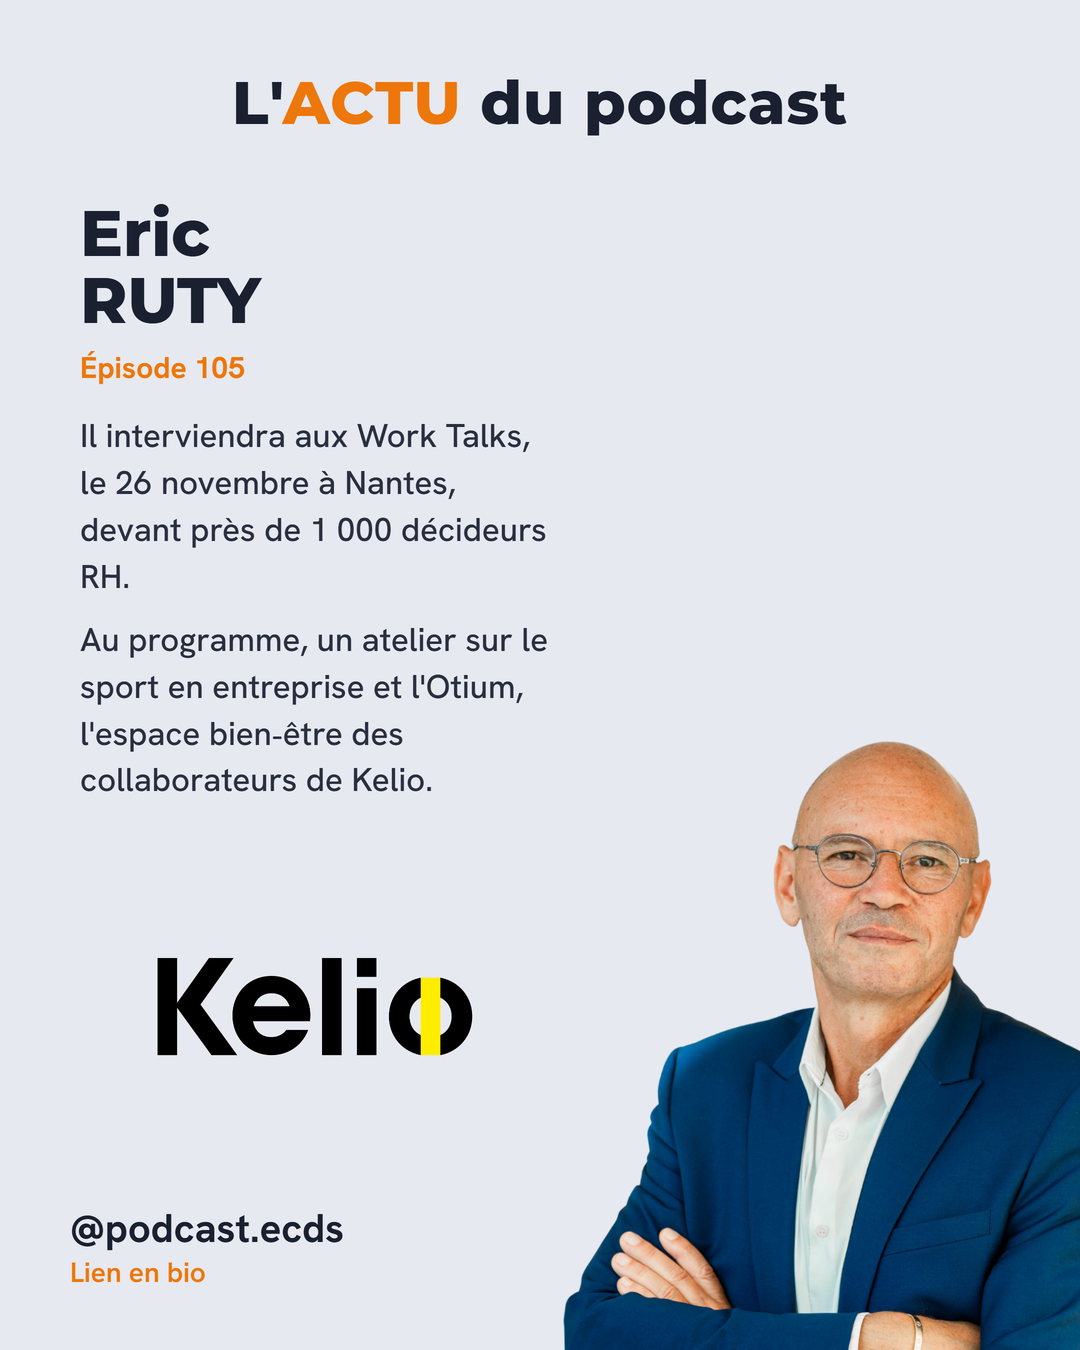 L'ACTU du podcast
Eric
RUTY
Épisode 105
Il interviendra aux Work Talks,
le 26 novembre à Nantes,
devant près de 1 000 décideurs
RH.
Au programme, un atelier sur le
sport en entreprise et l'Otium,
l'espace bien-être des
collaborateurs de Kelio.
Kelio
@podcast.ecds
Lien en bio